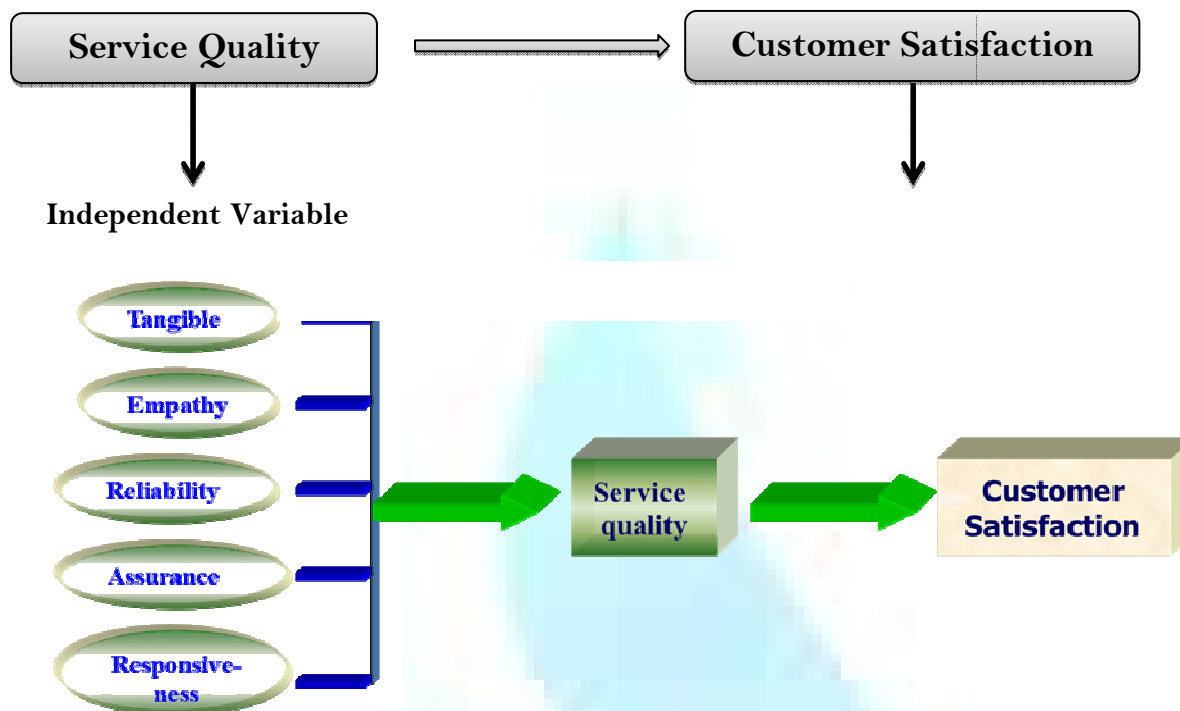 Service Quality
Customer Satisfaction
Independent Variable
Tangible
Empathy
Reliability
Assurance
Responsive-
ness
Service
quality
Customer
Satisfaction